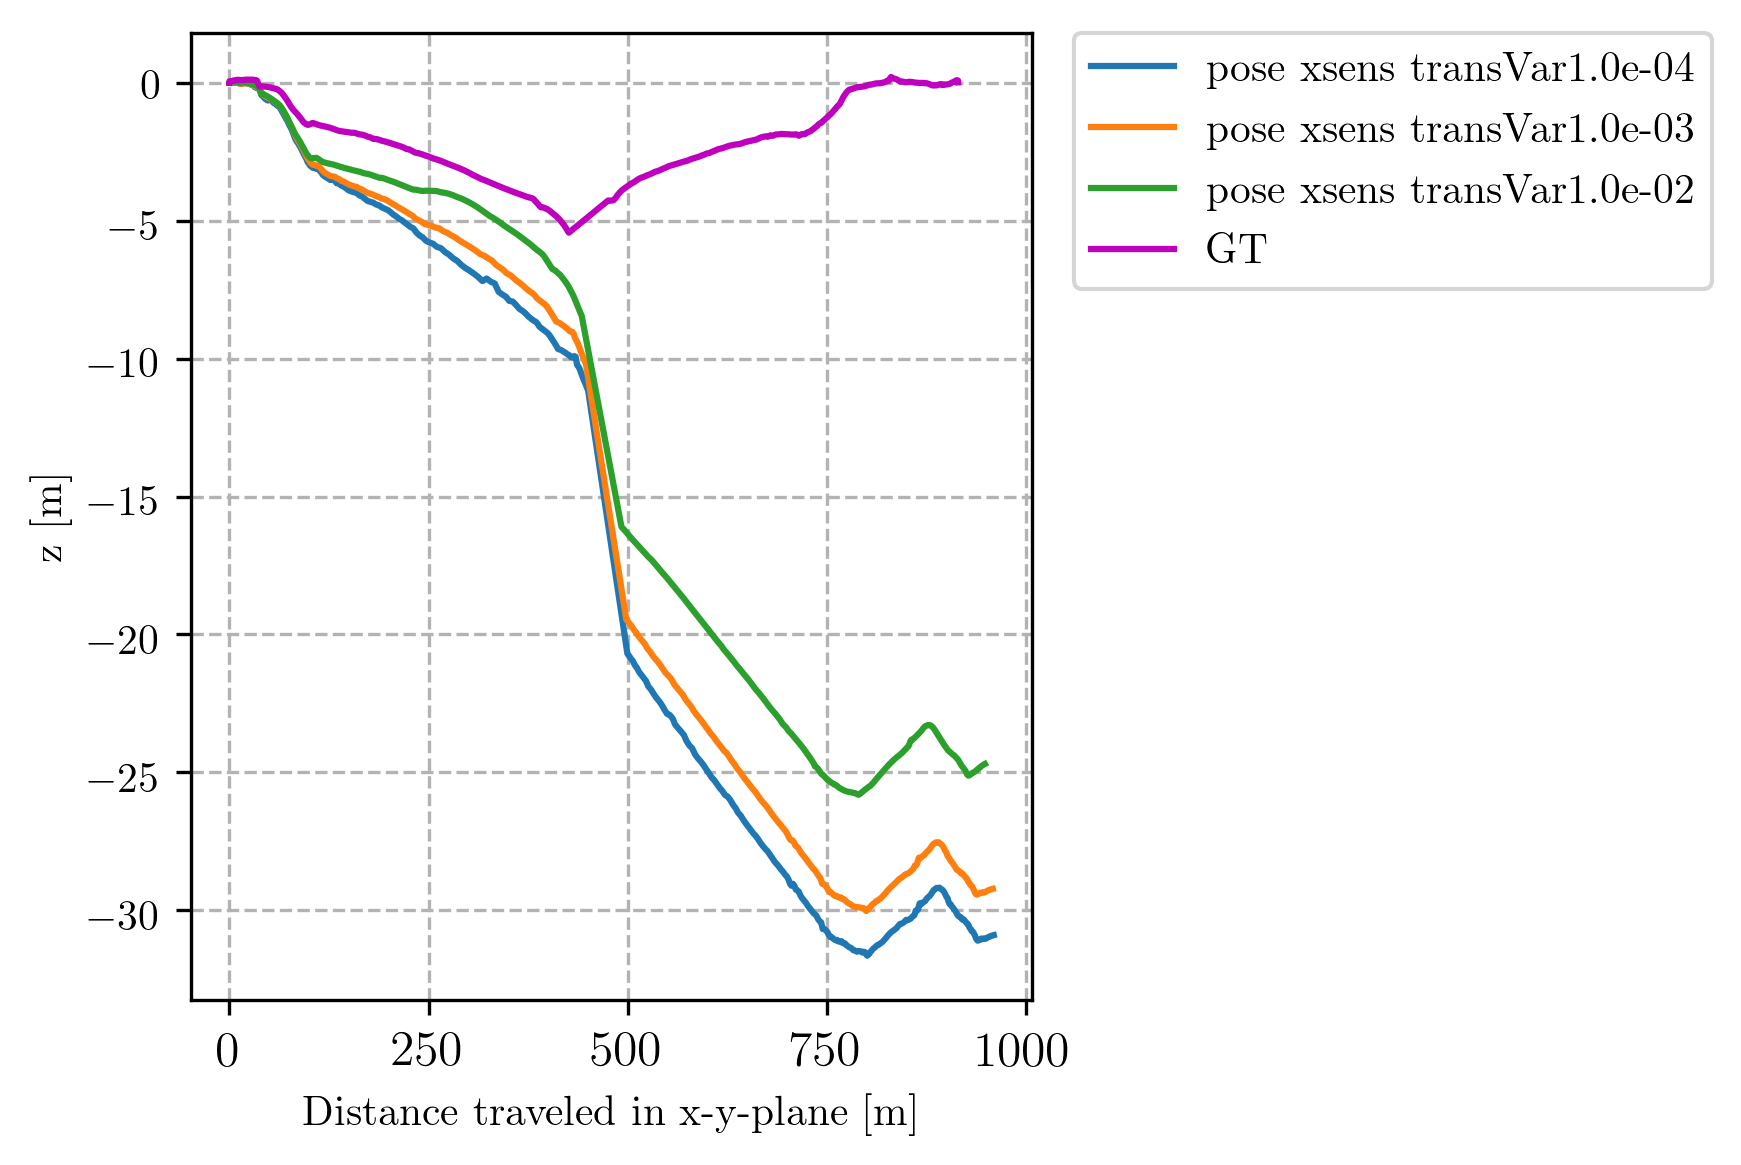 pose xsens transVar1.0e-04
pose xsens transVar1.0e-03
pose xsens transVar1.0e-02
GT
z [m]
0
−5
−10
−15
−20
−25
−30
0 250 500 750 1000
Distance traveled in x-y-plane [m]